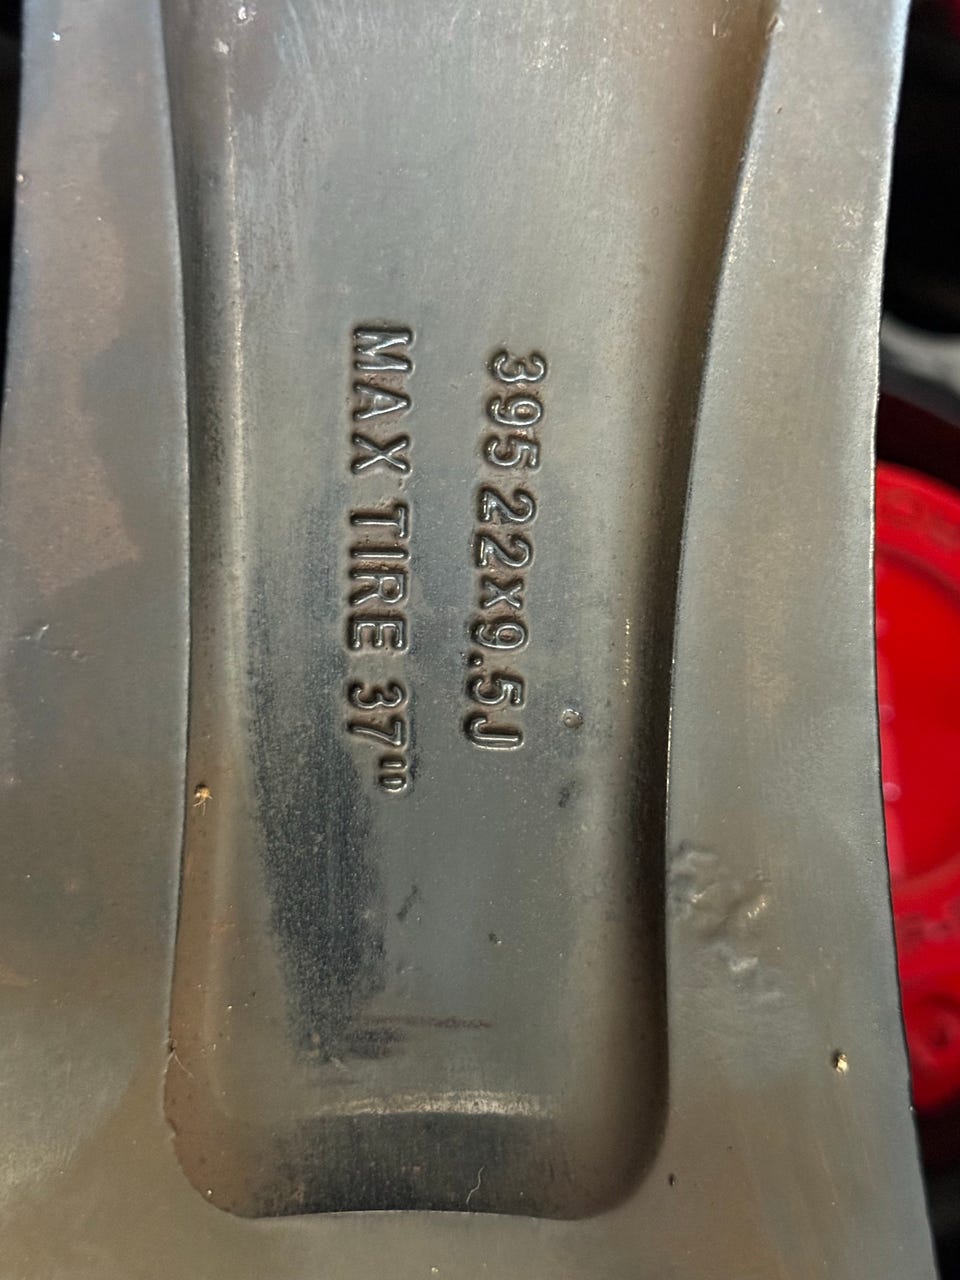 395 22x9.5J
MAX TIRE 37"